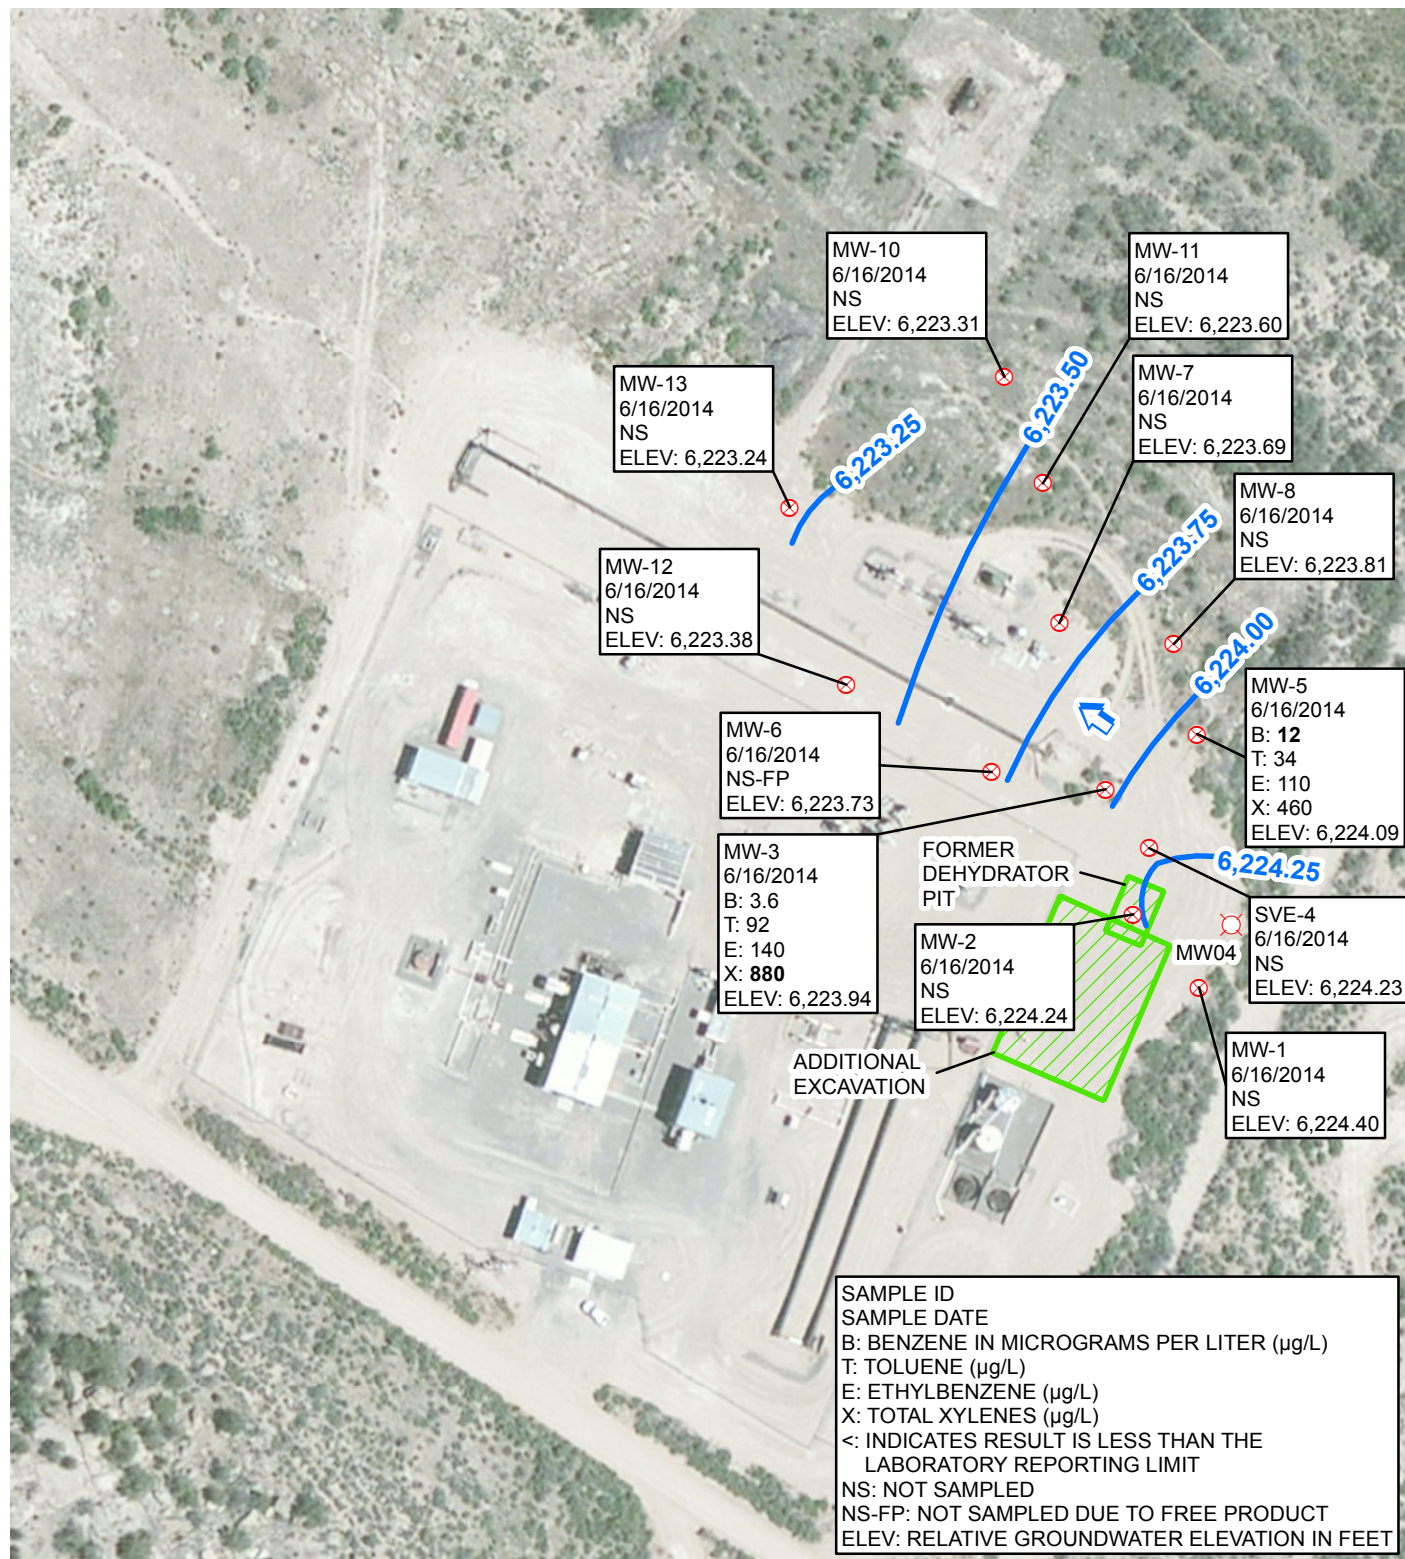 MW-10
6/16/2014
NS
ELEV: 6,223.31
MW-11
6/16/2014
NS
ELEV: 6,223.60
MW-13
6/16/2014
NS
ELEV: 6,223.24
MW-7
6/16/2014
NS
ELEV: 6,223.69
6,223.50
6,223.25
MW-8
6/16/2014
NS
ELEV: 6,223.81
6,223.75
MW-12
6/16/2014
NS
ELEV: 6,223.38
6,224.00
MW-5
6/16/2014
B: 12
T: 34
E: 110
X: 460
ELEV: 6,224.09
MW-6
6/16/2014
NS-FP
ELEV: 6,223.73
MW-3
6/16/2014
B: 3.6
T: 92
E: 140
X: 880
ELEV: 6,223.94
FORMER
DEHYDRATOR
PIT
6,224.25
MW-2
6/16/2014
NS
ELEV: 6,224.24
MW04
SVE-4
6/16/2014
NS
ELEV: 6,224.23
ADDITIONAL
EXCAVATION
MW-1
6/16/2014
NS
ELEV: 6,224.40
SAMPLE ID
SAMPLE DATE
B: BENZENE IN MICROGRAMS PER LITER (µg/L)
T: TOLUENE (µg/L)
E: ETHYLBENZENE (µg/L)
X: TOTAL XYLENES (µg/L)
<: INDICATES RESULT IS LESS THAN THE
LABORATORY REPORTING LIMIT
NS: NOT SAMPLED
NS-FP: NOT SAMPLED DUE TO FREE PRODUCT
ELEV: RELATIVE GROUNDWATER ELEVATION IN FEET